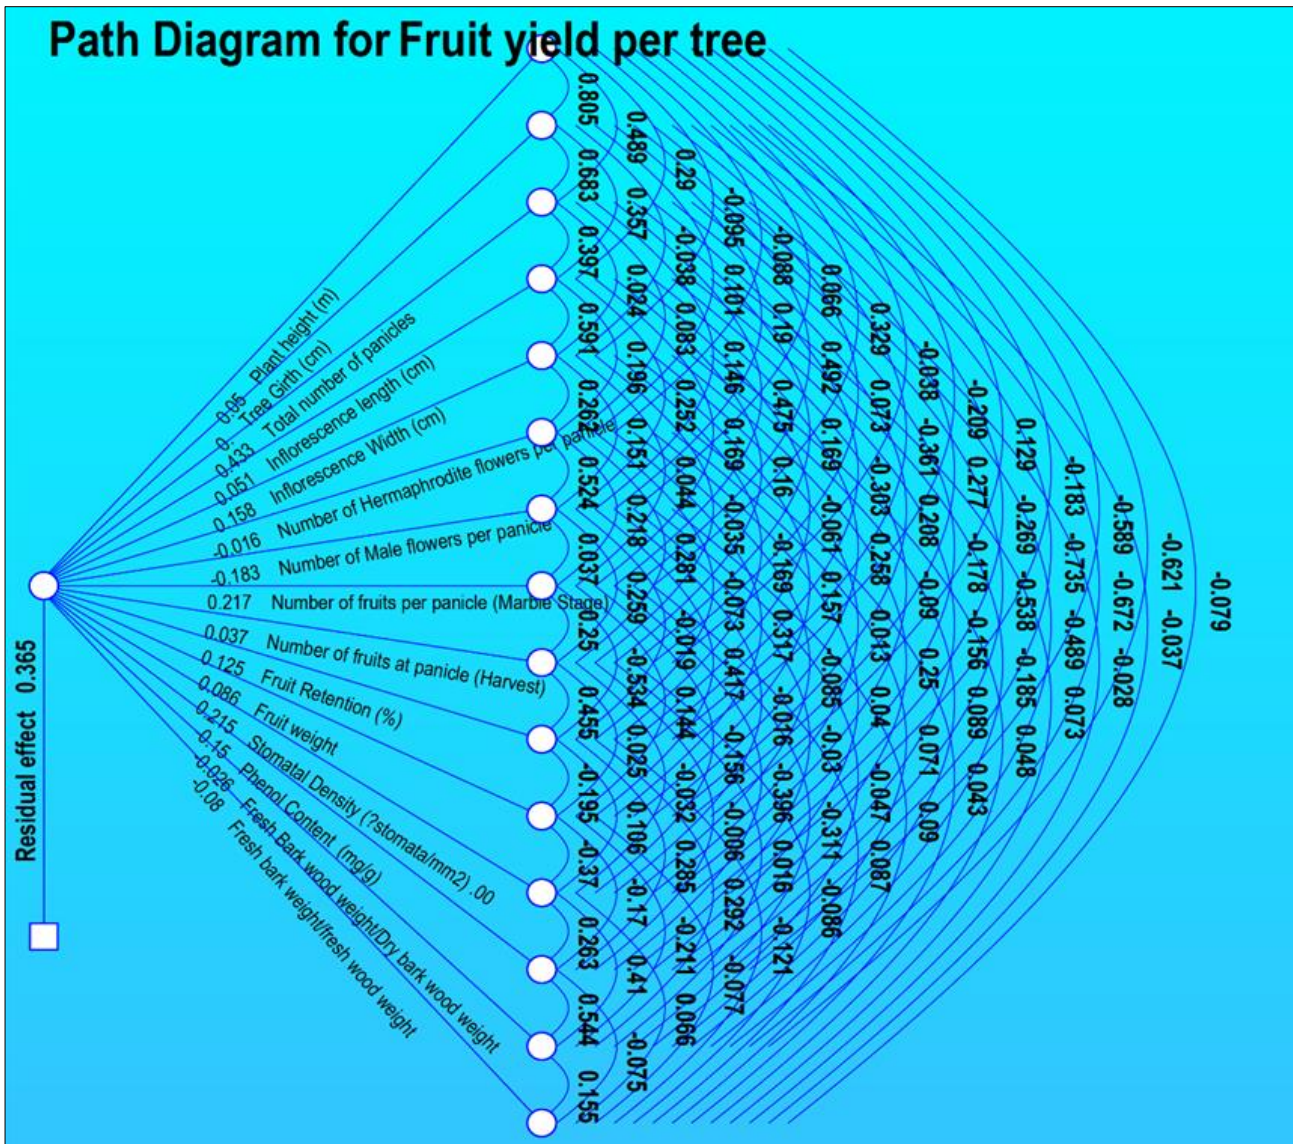 Path Diagram for Fruit yield per tree
0.05 Plant height (m)
0. Tree Girth (cm)
0.433 Total number of panicles
0.051 Inflorescence length (cm)
0.158 Inflorescence Width (cm)
-0.016 Number of Hermaphrodite flowers per panicle
-0.183 Number of Male flowers per panicle
0.217 Number of fruits per panicle (Marble Stage)
0.037 Number of fruits at panicle (Harvest)
0.125 Fruit Retention (%)
0.086 Fruit weight
0.215 Stomatal Density (?stomata/mm2) .00
0.15 Phenol Content (mg/g)
-0.026 Fresh Bark wood weight/Dry bark wood weight
-0.08 Fresh bark weight/fresh wood weight
Residual effect 0.365
0.805 0.683 0.397 0.591 0.262 0.524 0.037 0.25 0.455 -0.195 -0.37 0.263 0.544 0.155
0.489 0.357 0.024 0.196 0.151 0.218 0.259 -0.534 0.025 0.106 -0.17 0.41 -0.075
0.29 -0.038 0.083 0.252 0.044 0.281 -0.019 0.144 -0.032 0.285 -0.211 0.066
-0.095 0.101 0.146 0.169 -0.035 -0.073 0.417 -0.156 -0.006 0.292 -0.077
-0.088 0.19 0.475 0.16 -0.169 0.317 -0.016 -0.396 0.016 -0.121
0.066 0.492 0.169 -0.061 0.157 -0.085 -0.03 -0.311 -0.086
0.329 0.073 -0.303 0.258 0.013 0.04 -0.047 0.087
-0.038 -0.361 0.208 -0.09 0.25 0.071 0.09
-0.209 0.277 -0.178 -0.156 0.089 0.043
0.129 -0.269 -0.538 -0.185 0.048
-0.183 -0.735 -0.489 0.073
-0.589 -0.672 -0.028
-0.621 -0.037
-0.079